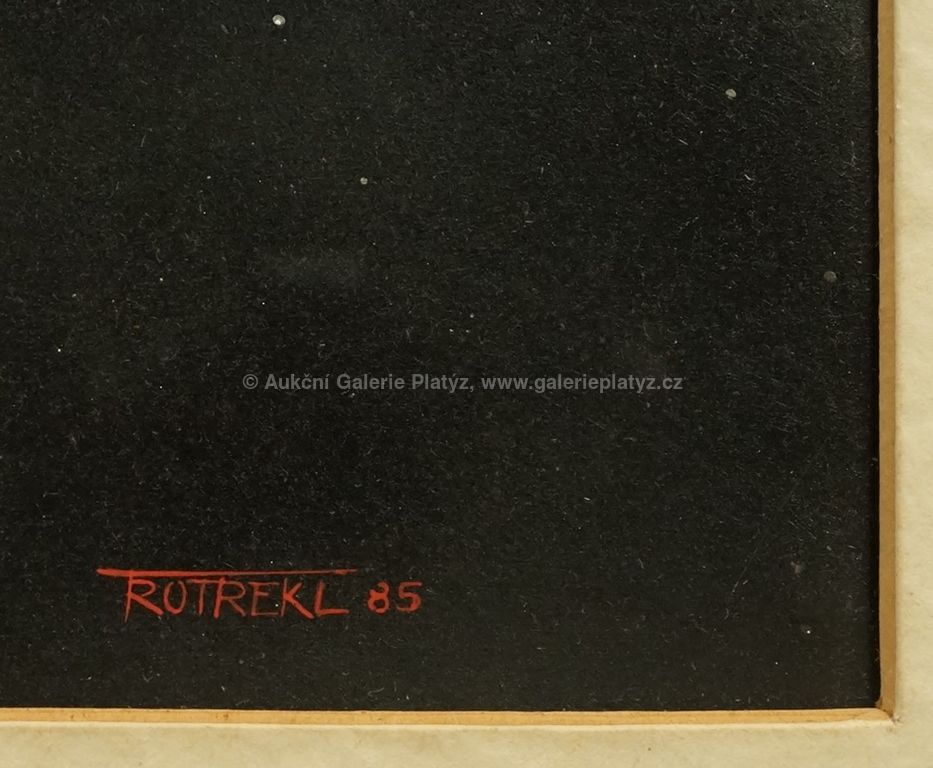 © Aukční Galerie Platýz, www.galerieplatyz.cz
ROTREKL 85